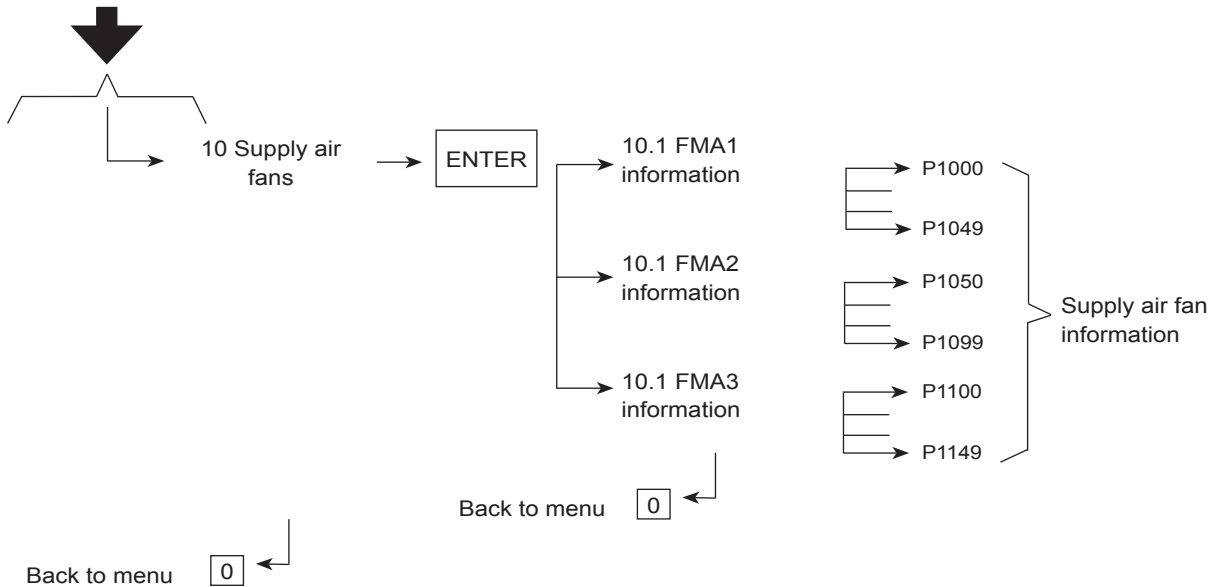 10 Supply air
fans
ENTER
10.1 FMA1
information
10.1 FMA2
information
10.1 FMA3
information
P1000
P1049
P1050
P1099
P1100
P1149
Supply air fan
information
Back to menu 0
Back to menu 0